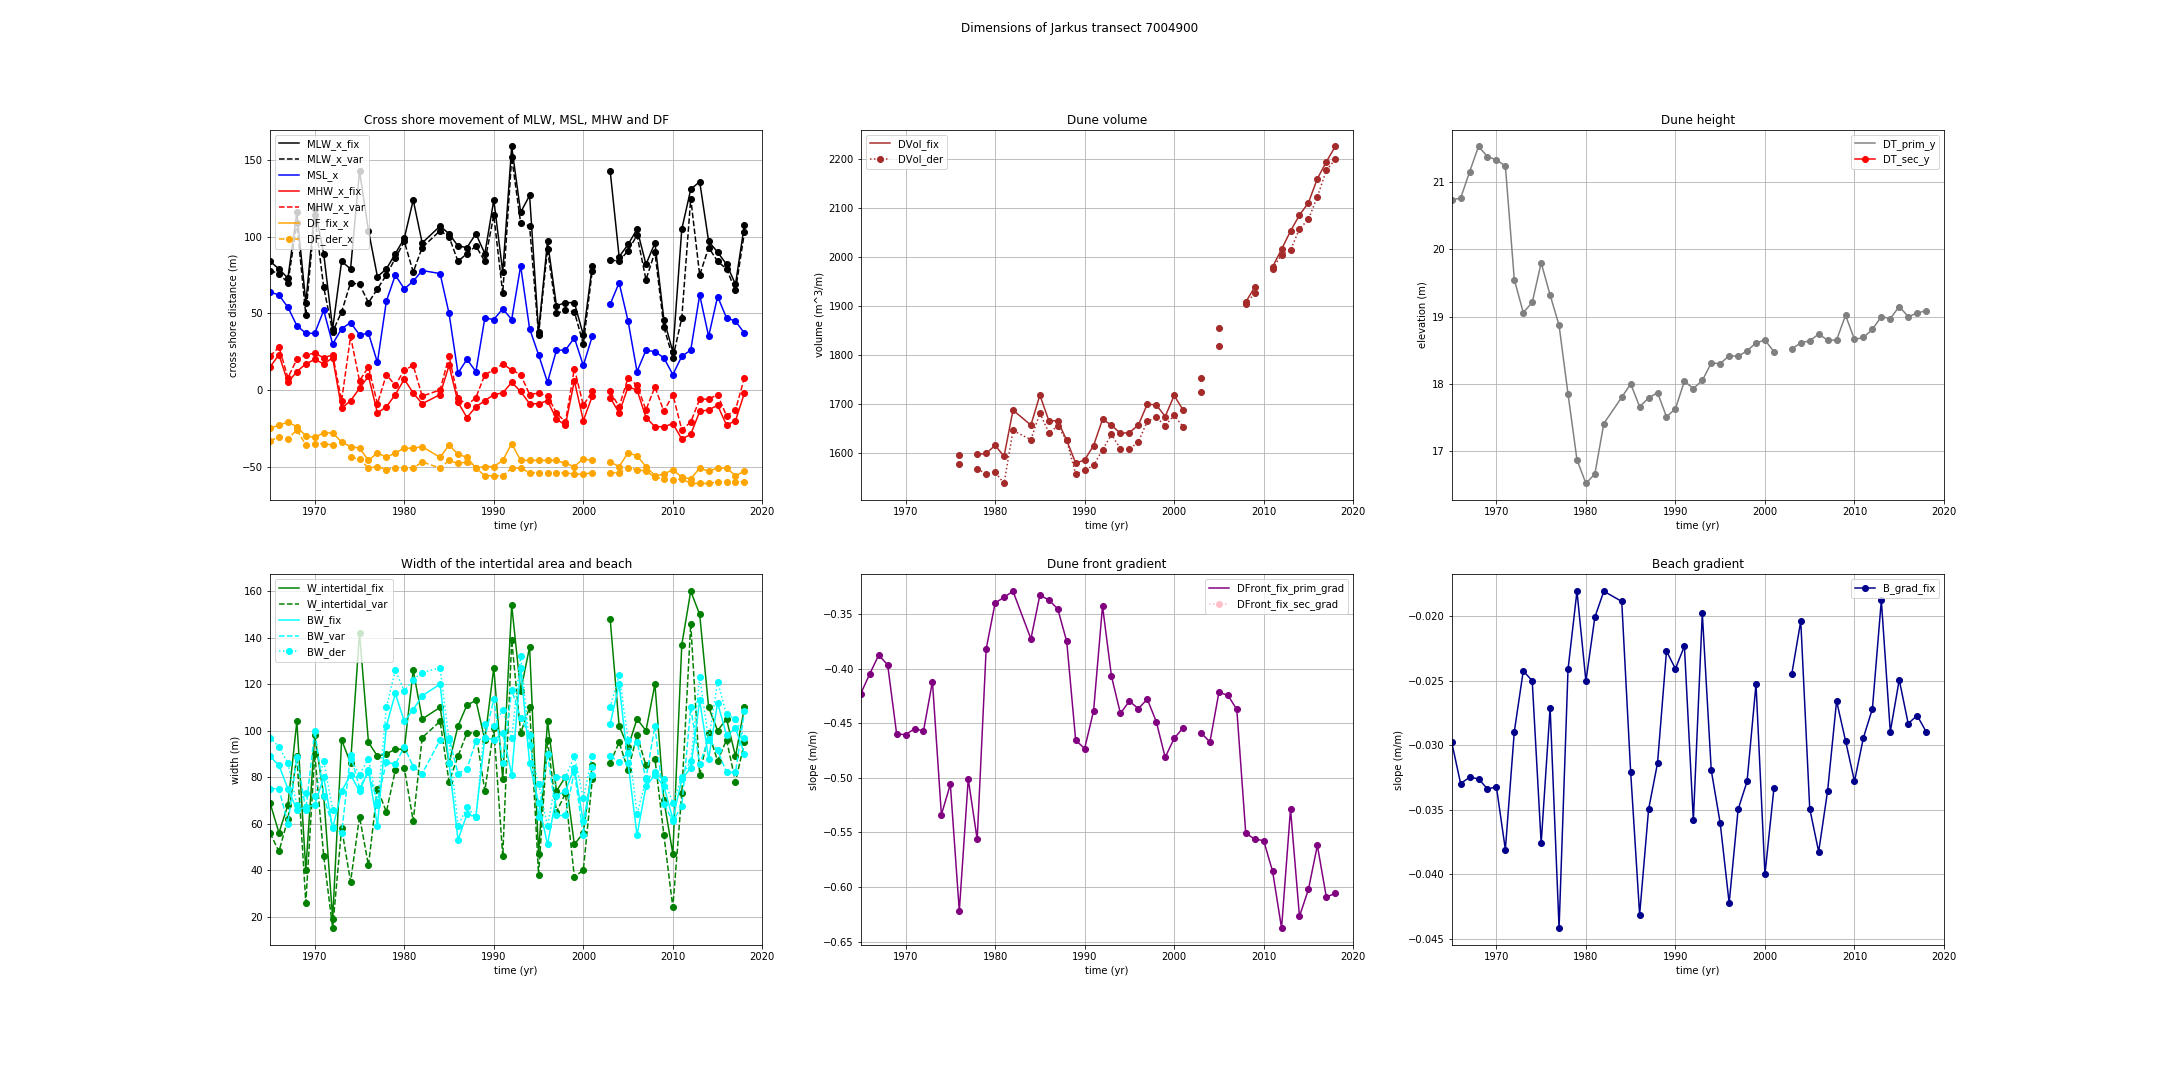 Dimensions of Jarkus transect 7004900
Cross shore movement of MLW, MSL, MHW and DF
cross shore distance (m)
150
100
50
0
−50
MLW_x_fix
MLW_x_var
MSL_x
MHW_x_fix
MHW_x_var
DF_fix_x
DF_der_x
1970 1980 1990 2000 2010 2020
time (yr)
Dune volume
volume (m^3/m)
2200
2100
2000
1900
1800
1700
1600
DVol_fix
DVol_der
1970 1980 1990 2000 2010 2020
time (yr)
Dune height
elevation (m)
21
20
19
18
17
DT_prim_y
DT_sec_y
1970 1980 1990 2000 2010 2020
time (yr)
Width of the intertidal area and beach
width (m)
160
140
120
100
80
60
40
20
W_intertidal_fix
W_intertidal_var
BW_fix
BW_var
BW_der
1970 1980 1990 2000 2010 2020
time (yr)
Dune front gradient
slope (m/m)
−0.35
−0.40
−0.45
−0.50
−0.55
−0.60
−0.65
DFront_fix_prim_grad
DFront_fix_sec_grad
1970 1980 1990 2000 2010 2020
time (yr)
Beach gradient
slope (m/m)
−0.020
−0.025
−0.030
−0.035
−0.040
−0.045
B_grad_fix
1970 1980 1990 2000 2010 2020
time (yr)